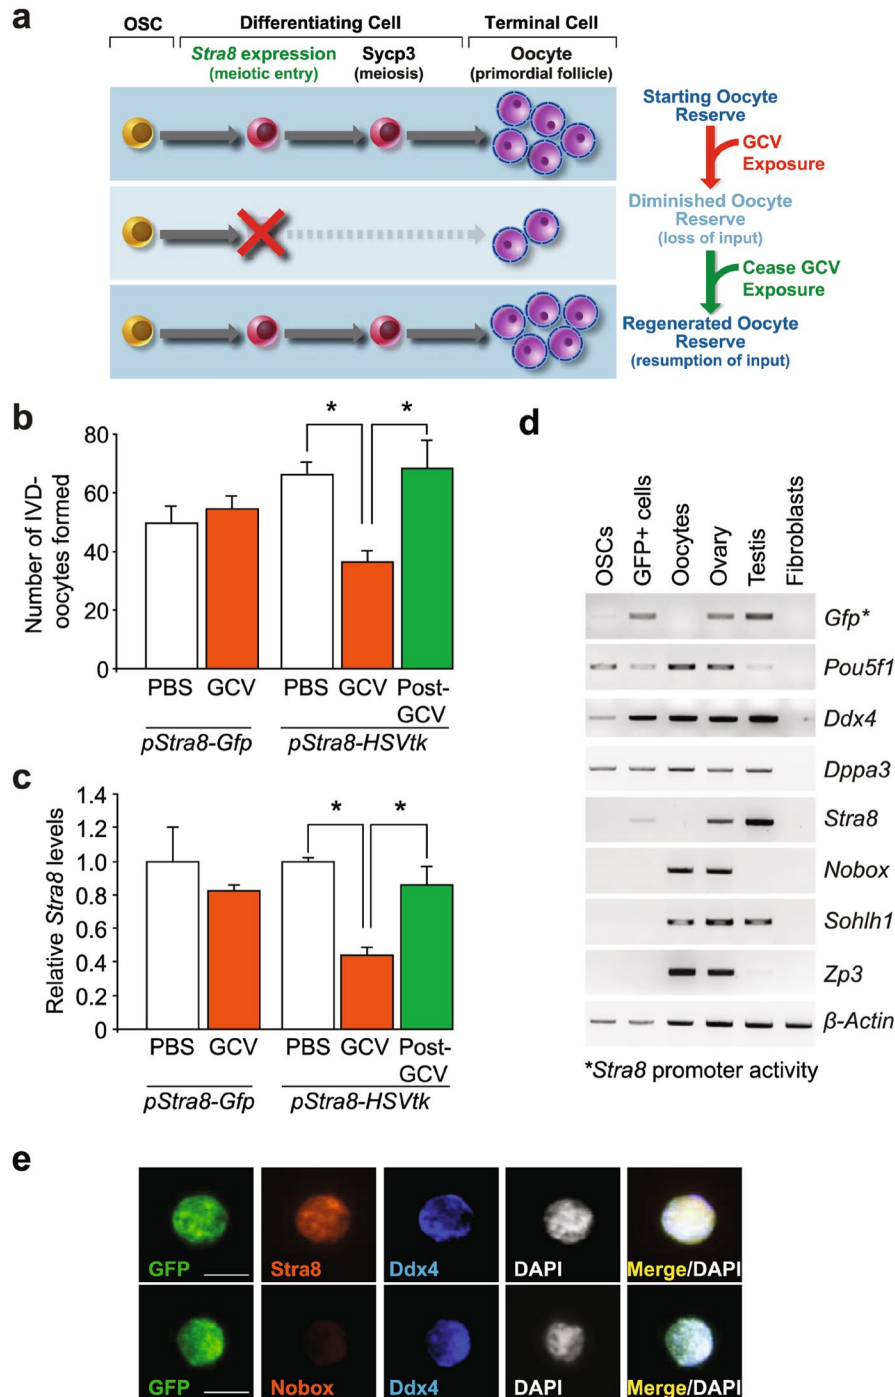 a
OSC Differentiating Cell Terminal Cell
Stra8 expression Sycp3 Oocyte
(meiotic entry) (meiosis) (primordial follicle)
Starting Oocyte
Reserve
GCV
Exposure
Diminished Oocyte
Reserve
(loss of input)
Cease GCV
Exposure
Regenerated Oocyte
Reserve
(resumption of input)
b
Number of IVD-
oocytes formed
80
60
40
20
0
* *
PBS GCV PBS GCV Post-
GCV
pStra8-Gfp pStra8-HSVtk
c
Relative Stra8 levels
1.4
1.2
1.0
0.8
0.6
0.4
0.2
0
* *
PBS GCV PBS GCV Post-
GCV
pStra8-Gfp pStra8-HSVtk
d
OSCs
GFP+ cells
Oocytes
Ovary
Testis
Fibroblasts
Gfp*
Pou5f1
Ddx4
Dppa3
Stra8
Nobox
Sohlh1
Zp3
β-Actin
*Stra8 promoter activity
e
GFP Stra8 Ddx4 DAPI Merge/DAPI
GFP Nobox Ddx4 DAPI Merge/DAPI